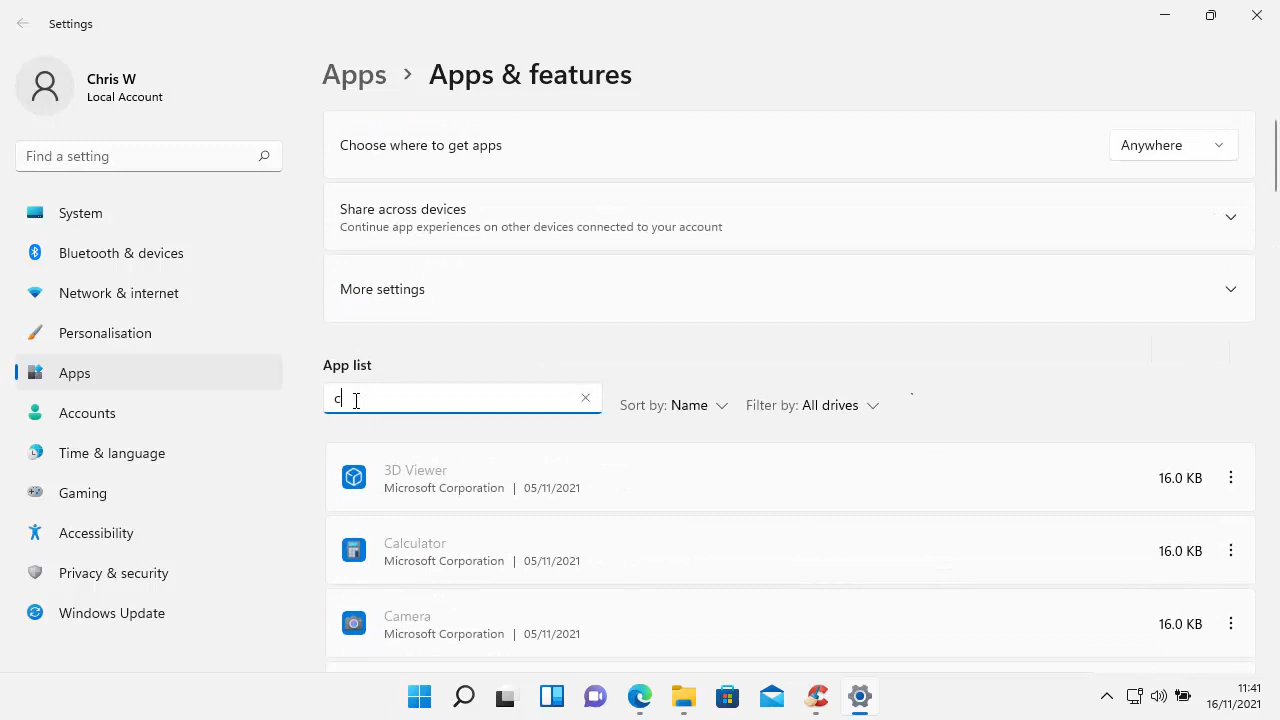 Settings
Chris W
Local Account
Find a setting
System
Bluetooth & devices
Network & internet
Personalisation
Apps
Accounts
Time & language
Gaming
Accessibility
Privacy & security
Windows Update
Apps > Apps & features
Choose where to get apps
Anywhere
Share across devices
Continue app experiences on other devices connected to your account
More settings
App list
c
Sort by: Name
Filter by: All drives
3D Viewer
Microsoft Corporation | 05/11/2021
16.0 KB
Calculator
Microsoft Corporation | 05/11/2021
16.0 KB
Camera
Microsoft Corporation | 05/11/2021
16.0 KB
11:41
16/11/2021